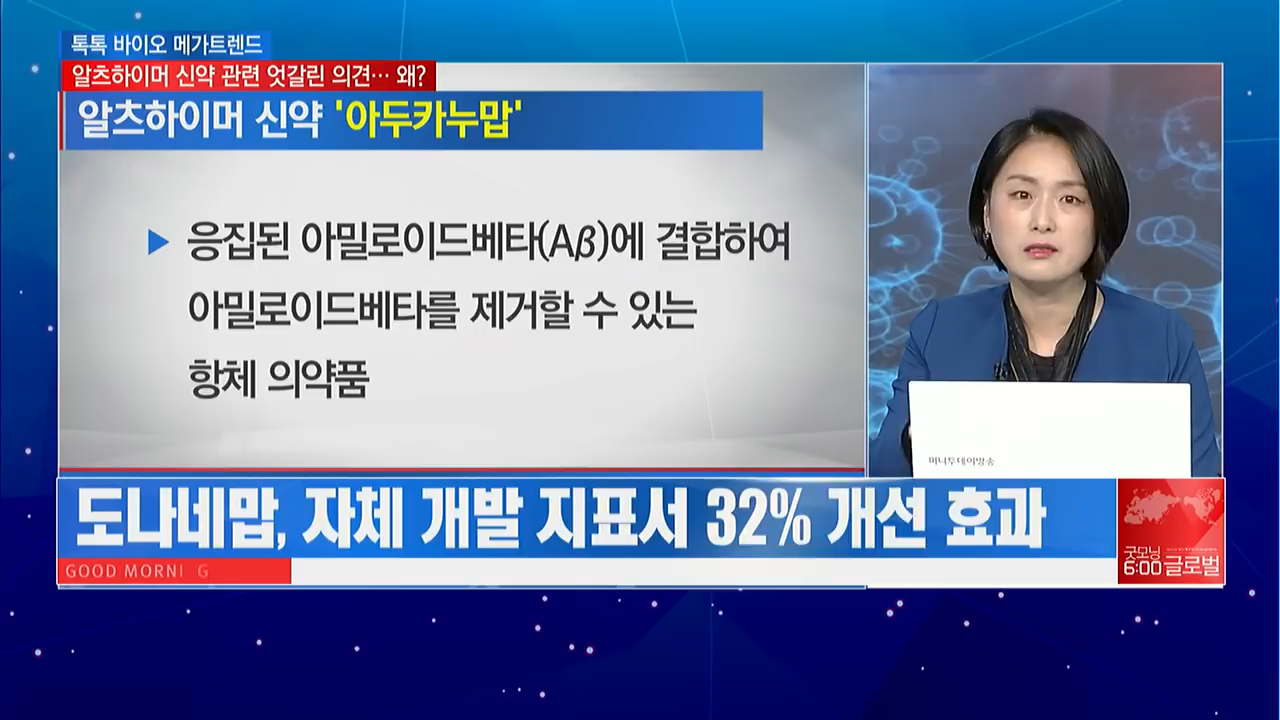 톡톡 바이오 메가트렌드
알츠하이머 신약 관련 엇갈린 의견… 왜?
알츠하이머 신약 '아두카누맙'
▶ 응집된 아밀로이드베타(Aβ)에 결합하여
아밀로이드베타를 제거할 수 있는
항체 의약품
머니투데이방송
도나네맙, 자체 개발 지표서 32% 개선 효과
GOOD MORNI G
굿모닝
6:00 글로벌